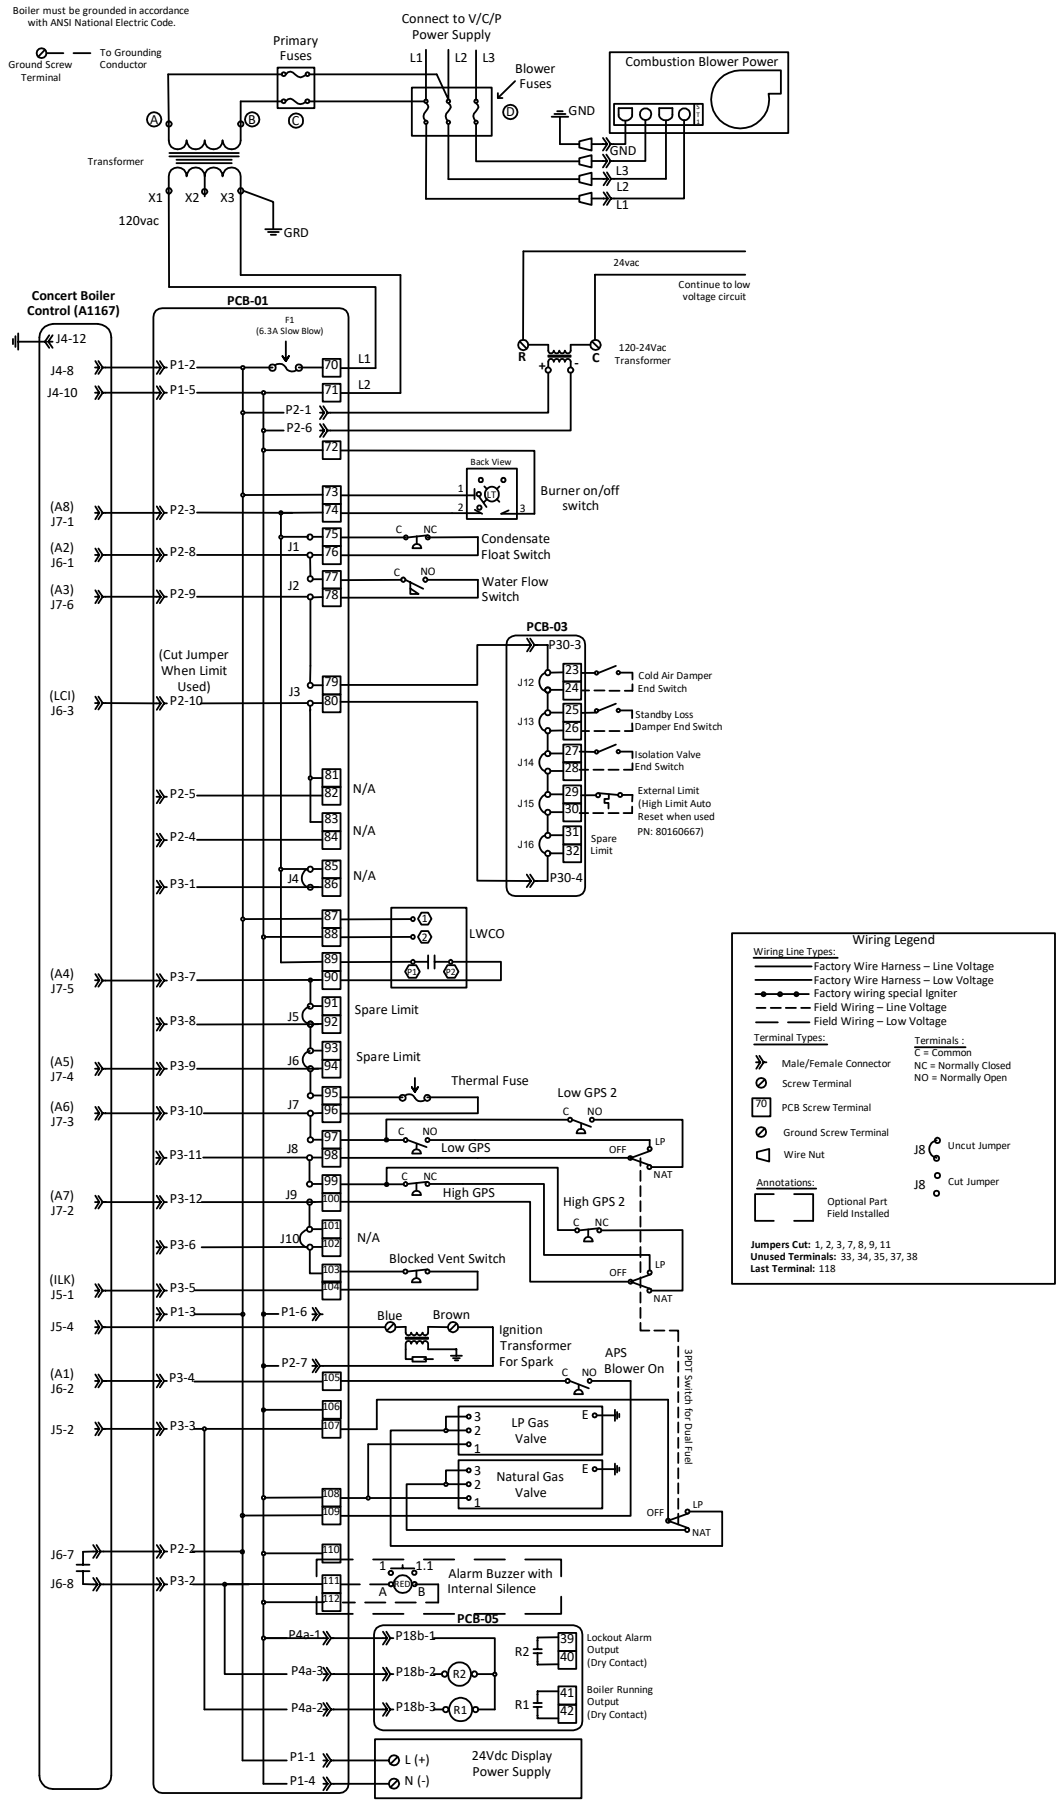 Boiler must be grounded in accordance
with ANSI National Electric Code.
Ground Screw
Terminal
To Grounding
Conductor
Primary
Fuses
Connect to V/C/P
Power Supply
L1
L2
L3
Blower
Fuses
Combustion Blower Power
A
B
C
D
GND
GND
L3
L2
L1
Transformer
X1
X2
X3
120vac
GRD
24vac
Continue to low
voltage circuit
R
C
+
-
120-24Vac
Transformer
Concert Boiler
Control (A1167)
PCB-01
F1
(6.3A Slow Blow)
J4-12
J4-8
P1-2
70
L1
J4-10
P1-5
71
L2
P2-1
P2-6
72
Back View
73
1
LT
Burner on/off
switch
(A8)
J7-1
P2-3
74
2
3
75
C
NC
Condensate
Float Switch
(A2)
J6-1
P2-8
J1
76
77
C
NO
Water Flow
Switch
(A3)
J7-6
P2-9
J2
78
PCB-03
P30-3
(Cut Jumper
When Limit
Used)
J3
79
80
(LCI)
J6-3
P2-10
J12
23
24
Cold Air Damper
End Switch
J13
25
26
Standby Loss
Damper End Switch
J14
27
28
Isolation Valve
End Switch
J15
29
30
External Limit
(High Limit Auto
Reset when used
PN: 80160667)
J16
31
32
Spare
Limit
P30-4
81
82
N/A
P2-5
83
84
N/A
P2-4
85
86
J4
N/A
P3-1
87
1
88
2
LWCO
89
P1
P2
90
(A4)
J7-5
P3-7
91
J5
92
Spare Limit
P3-8
93
J6
94
Spare Limit
(A5)
J7-4
P3-9
95
J7
96
Thermal Fuse
(A6)
J7-3
P3-10
Low GPS 2
C
NO
97
C
NO
Low GPS
LP
OFF
NAT
J8
98
P3-11
99
C
NC
High GPS
High GPS 2
C
NC
(A7)
J7-2
P3-12
J9
100
101
J10
102
N/A
P3-6
LP
OFF
NAT
Blocked Vent Switch
103
104
(ILK)
J5-1
P3-5
P1-3
P1-6
J5-4
Blue
Brown
Ignition
Transformer
For Spark
P2-7
APS
Blower On
C
NO
(A1)
J6-2
P3-4
105
3PDT Switch for Dual Fuel
106
107
J5-2
P3-3
3
2
1
LP Gas
Valve
E
3
2
1
Natural Gas
Valve
E
108
109
OFF
LP
NAT
J6-7
P2-2
110
J6-8
P3-2
111
112
1
1.1
A
RED
B
Alarm Buzzer with
Internal Silence
PCB-05
P4a-1
P18b-1
P4a-3
P18b-2
R2
P4a-2
P18b-3
R1
R2
39
40
Lockout Alarm
Output
(Dry Contact)
R1
41
42
Boiler Running
Output
(Dry Contact)
P1-1
L (+)
P1-4
N (-)
24Vdc Display
Power Supply
Wiring Legend
Wiring Line Types:
Factory Wire Harness – Line Voltage
Factory Wire Harness – Low Voltage
Factory wiring special Igniter
Field Wiring – Line Voltage
Field Wiring – Low Voltage
Terminal Types:
Male/Female Connector
Screw Terminal
70
PCB Screw Terminal
Ground Screw Terminal
Wire Nut
Terminals :
C = Common
NC = Normally Closed
NO = Normally Open
J8
Uncut Jumper
J8
Cut Jumper
Annotations:
Optional Part
Field Installed
Jumpers Cut: 1, 2, 3, 7, 8, 9, 11
Unused Terminals: 33, 34, 35, 37, 38
Last Terminal: 118